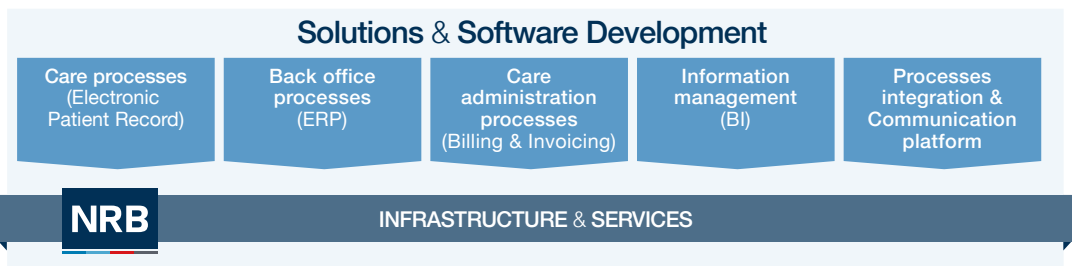 Solutions & Software Development
Care processes
(Electronic
Patient Record)
Back office
processes
(ERP)
Care
administration
processes
(Billing & Invoicing)
Information
management
(BI)
Processes
integration &
Communication
platform
NRB
INFRASTRUCTURE & SERVICES